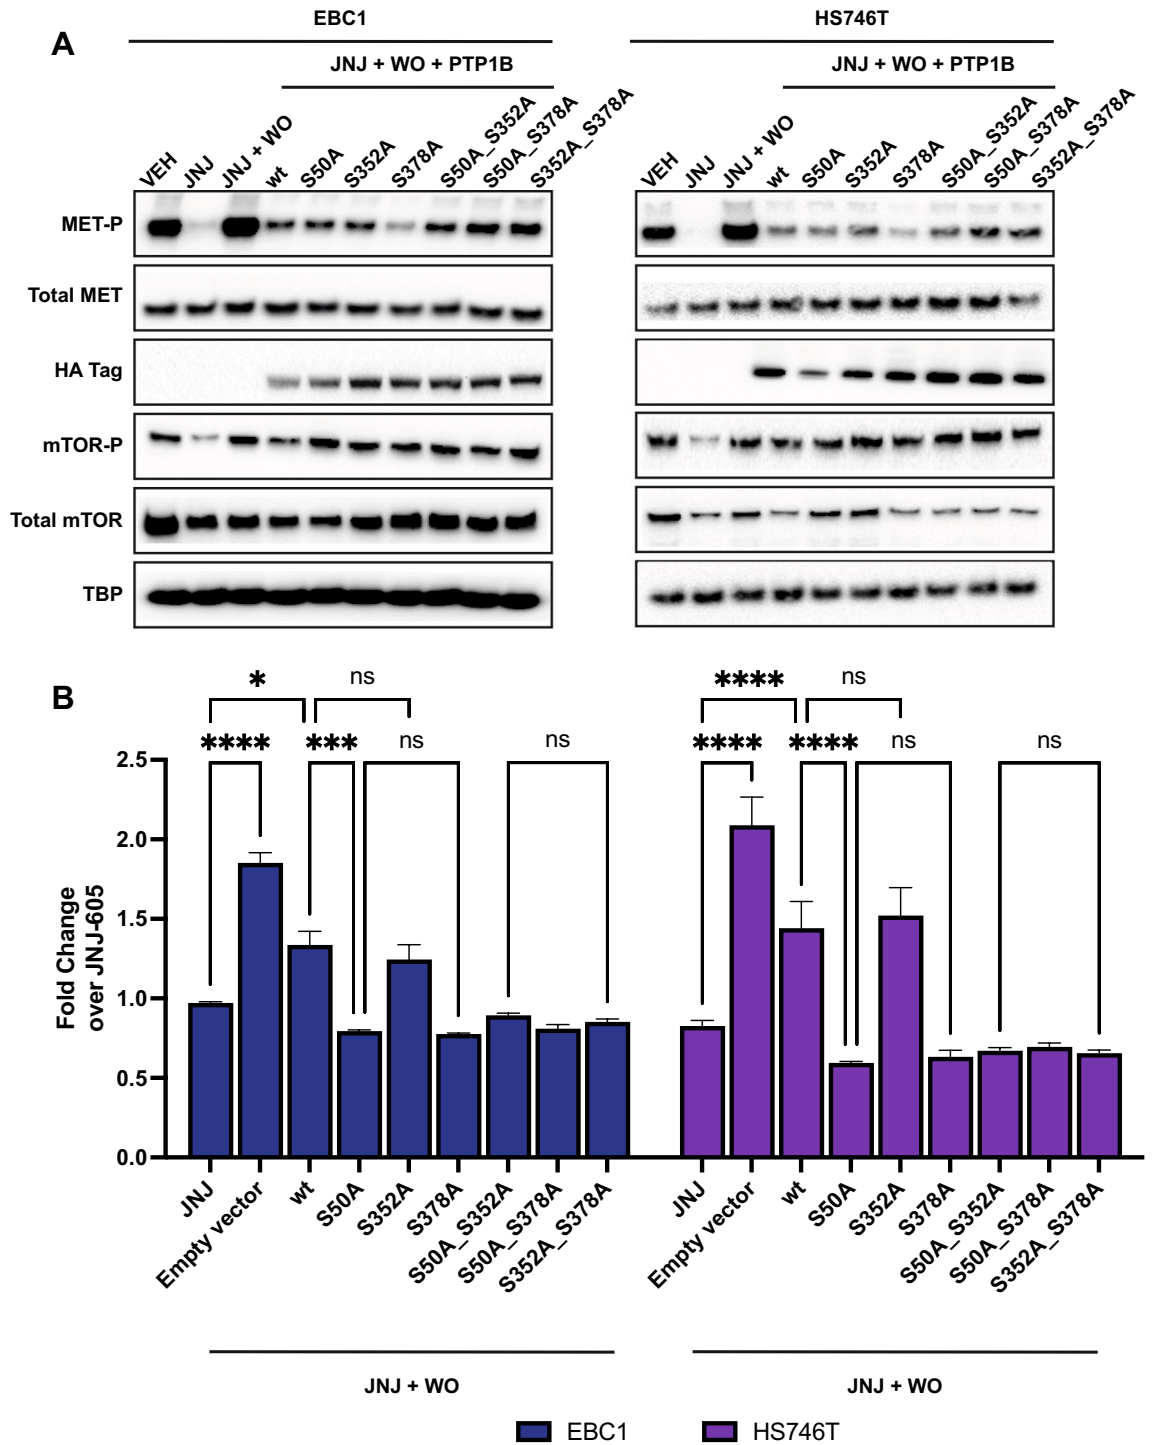 A
EBC1
HS746T
JNJ + WO + PTP1B
JNJ + WO + PTP1B
VEH
JNJ
JNJ + WO
wt
S50A
S352A
S378A
S50A_S352A
S50A_S378A
S352A_S378A
VEH
JNJ
JNJ + WO
wt
S50A
S352A
S378A
S50A_S352A
S50A_S378A
S352A_S378A
MET-P
Total MET
HA Tag
mTOR-P
Total mTOR
TBP
B
* ns **** ns
**** *** ns ns **** **** ns ns
Fold Change
over JNJ-605
2.5
2.0
1.5
1.0
0.5
0.0
JNJ
Empty vector
wt
S50A
S352A
S378A
S50A_S352A
S50A_S378A
S352A_S378A
JNJ
Empty vector
wt
S50A
S352A
S378A
S50A_S352A
S50A_S378A
S352A_S378A
JNJ + WO
JNJ + WO
EBC1
HS746T